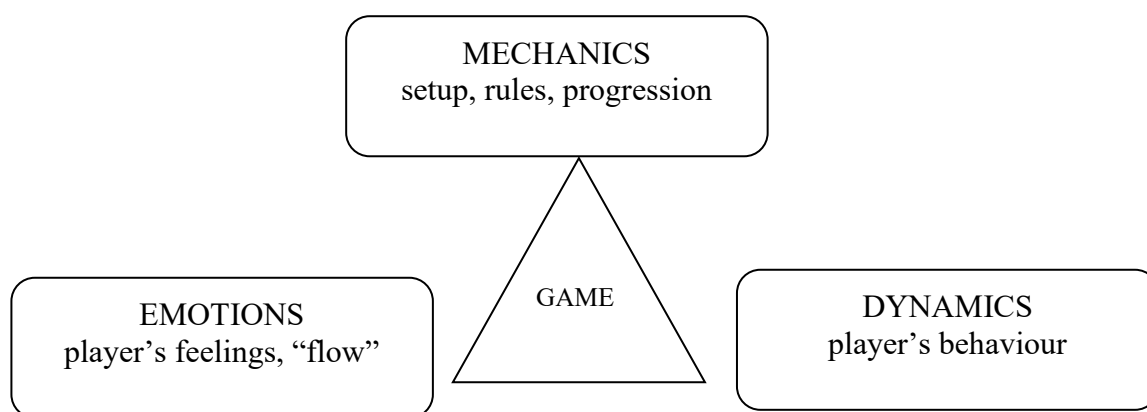 MECHANICS
setup, rules, progression
GAME
EMOTIONS
player’s feelings, “flow”
DYNAMICS
player’s behaviour